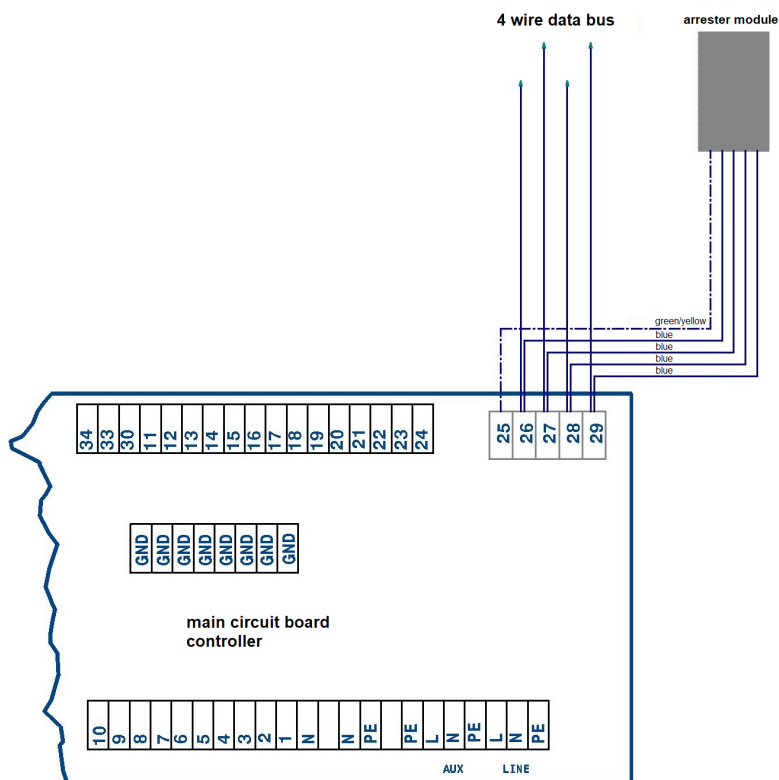 4 wire data bus
arrester module
green/yellow
blue
blue
blue
blue
34 33 30 11 12 13 14 15 16 17 18 19 20 21 22 23 24
25 26 27 28 29
GND GND GND GND GND GND GND GND
main circuit board
controller
10 9 8 7 6 5 4 3 2 1 N N PE PE L N PE L N PE
AUX LINE